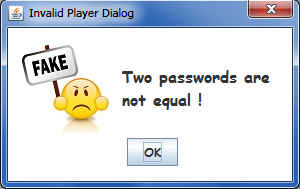 Invalid Player Dialog
FAKE
Two passwords are
not equal !
OK